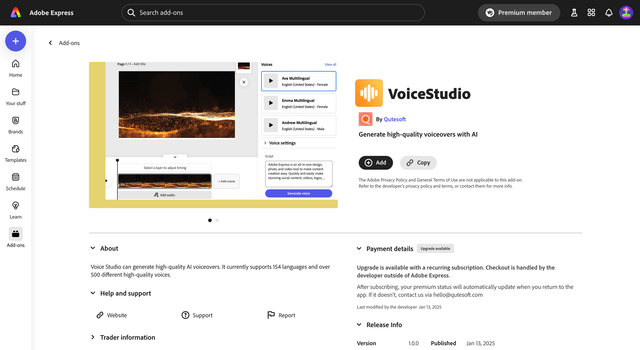 Adobe Express
Search add-ons
Premium member
Add-ons
Home
Your stuff
Brands
Templates
Schedule
Learn
Add-ons
Page 1 / 1 - Add title
Voices
View all
Ava Multilingual
English (United States) - Female
Emma Multilingual
English (United States) - Female
Andrew Multilingual
English (United States) - Male
Voice settings
Script
Adobe Express is an all-in-one design,
photo and video tool to make content
creation easy. Quickly and easily make
stunning social content, videos, logos,
Generate voice
Select a layer to adjust timing
+ Add scene
Add audio
VoiceStudio
By Qutesoft
Generate high-quality voiceovers with AI
Add
Copy
The Adobe Privacy Policy and General Terms of Use are not applicable to this add-on.
Refer to the developer's privacy policy and terms, or contact them for more info.
About
Voice Studio can generate high-quality AI voiceovers. It currently supports 154 languages and over
500 different high-quality voices.
Help and support
Website
Support
Report
Trader information
Payment details
Upgrade available
Upgrade is available with a recurring subscription. Checkout is handled by the
developer outside of Adobe Express.
After subscribing, your premium status will automatically update when you return to the
app. If it doesn't, contact us via hello@qutesoft.com
Last modified by the developer: Jan 13, 2025
Release info
Version 1.0.0 Published Jan 13, 2025